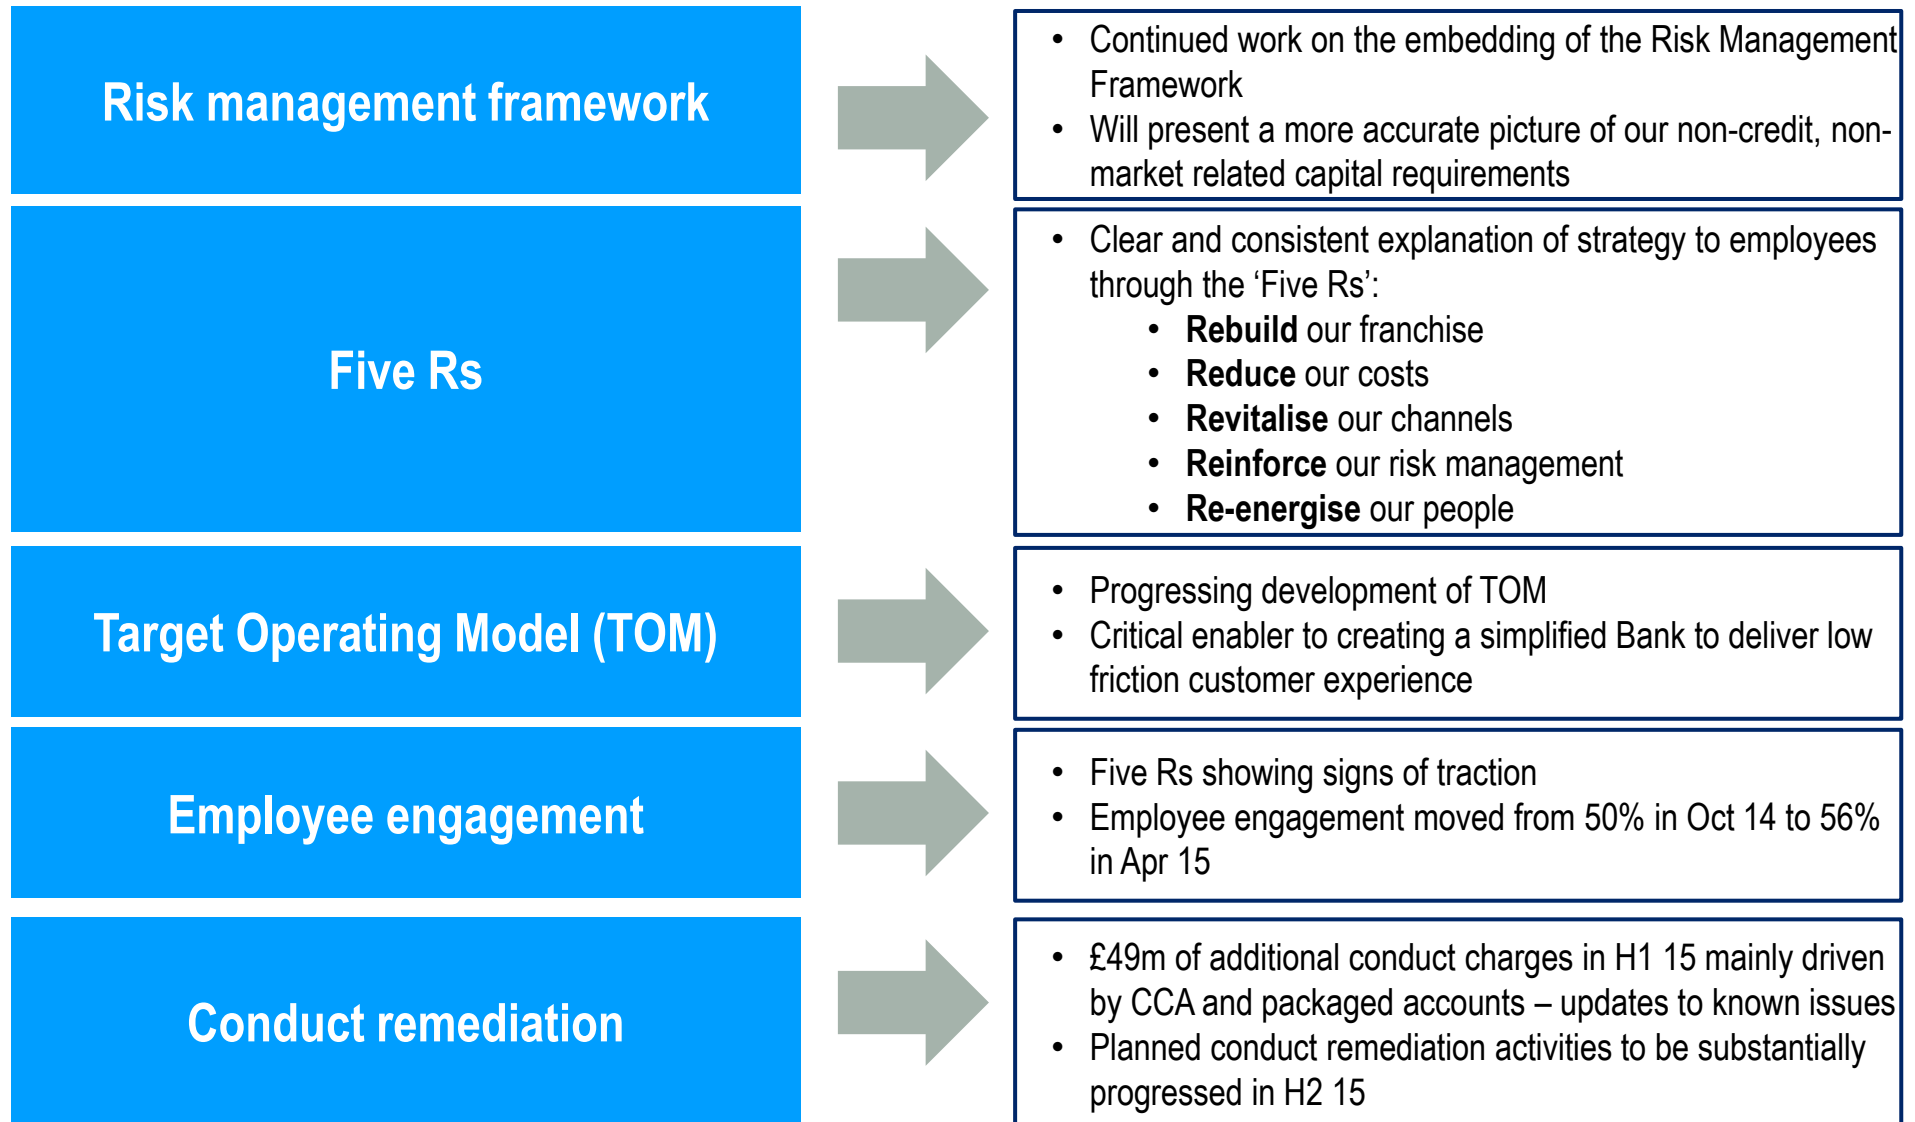 Risk management framework
• Continued work on the embedding of the Risk Management
Framework
• Will present a more accurate picture of our non-credit, non-
market related capital requirements
Five Rs
• Clear and consistent explanation of strategy to employees
through the ‘Five Rs’:
• Rebuild our franchise
• Reduce our costs
• Revitalise our channels
• Reinforce our risk management
• Re-energise our people
Target Operating Model (TOM)
• Progressing development of TOM
• Critical enabler to creating a simplified Bank to deliver low
friction customer experience
Employee engagement
• Five Rs showing signs of traction
• Employee engagement moved from 50% in Oct 14 to 56%
in Apr 15
Conduct remediation
• £49m of additional conduct charges in H1 15 mainly driven
by CCA and packaged accounts – updates to known issues
• Planned conduct remediation activities to be substantially
progressed in H2 15